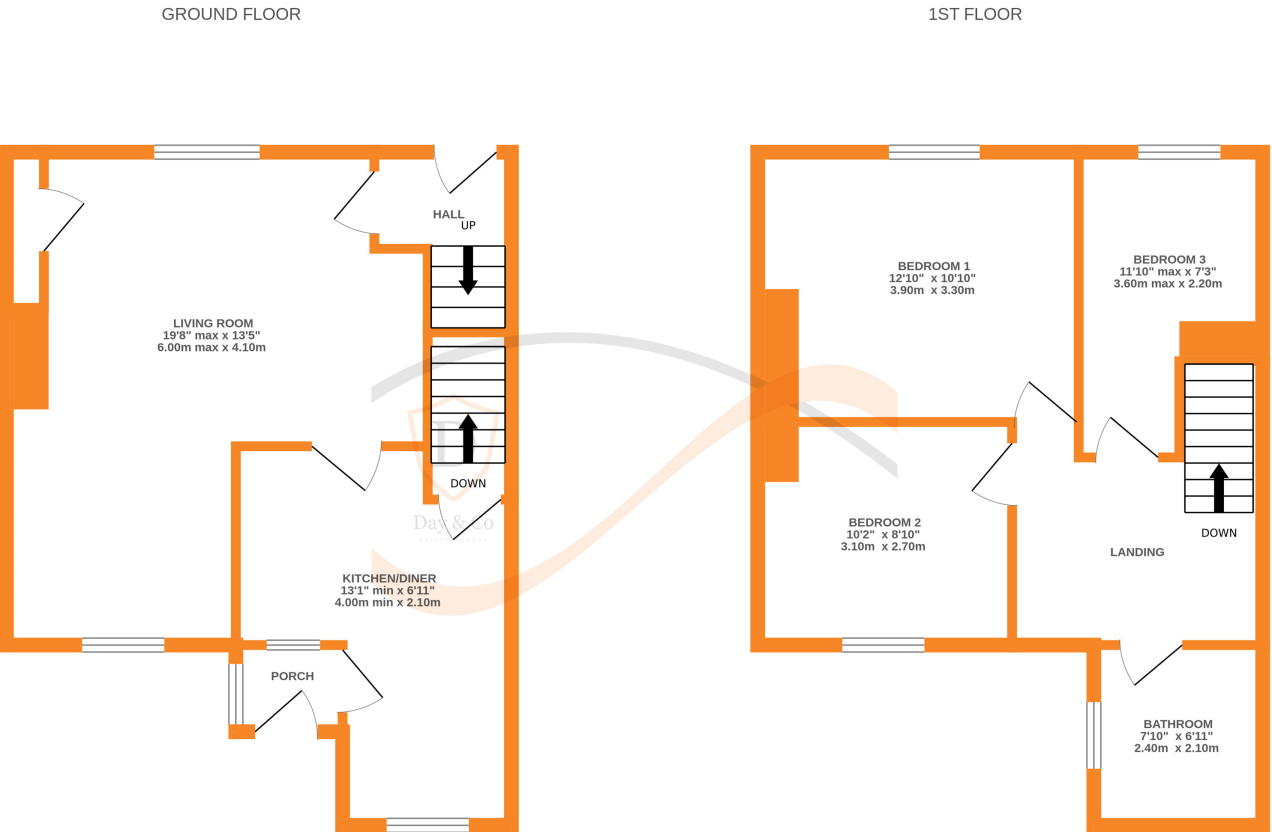 GROUND FLOOR
HALL
UP
LIVING ROOM
19'8" max x 13'5"
6.00m max x 4.10m
DOWN
KITCHEN/DINER
13'1" min x 6'11"
4.00m min x 2.10m
PORCH
D
Day & Co
1ST FLOOR
BEDROOM 1
12'10" x 10'10"
3.90m x 3.30m
BEDROOM 3
11'10" max x 7'3"
3.60m max x 2.20m
BEDROOM 2
10'2" x 8'10"
3.10m x 2.70m
DOWN
LANDING
BATHROOM
7'10" x 6'11"
2.40m x 2.10m